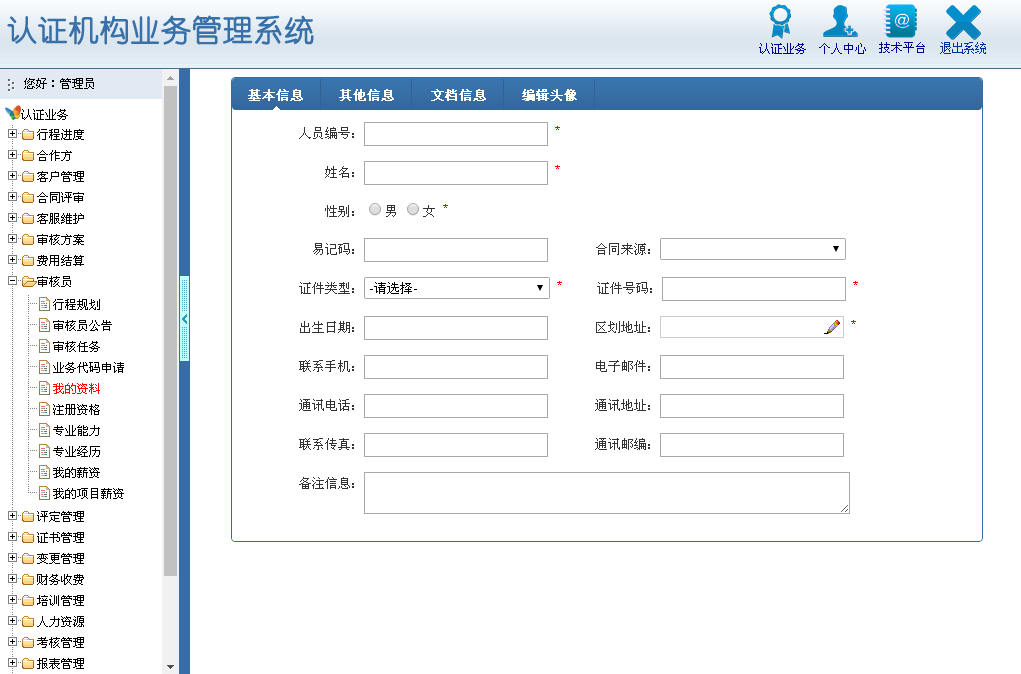 认证机构业务管理系统
认证业务 个人中心 技术平台 退出系统
您好：管理员
认证业务
行程进度
合作方
客户管理
合同评审
客服维护
审核方案
费用结算
审核员
行程规划
审核员公告
审核任务
业务代码申请
我的资料
注册资格
专业能力
专业经历
我的薪资
我的项目薪资
评定管理
证书管理
变更管理
财务收费
培训管理
人力资源
考核管理
报表管理
基本信息 其他信息 文档信息 编辑头像
人员编号： *
姓名： *
性别： 男 女 *
易记码： 合同来源：
证件类型： -请选择- * 证件号码： *
出生日期： 区划地址： *
联系手机： 电子邮件：
通讯电话： 通讯地址：
联系传真： 通讯邮编：
备注信息：